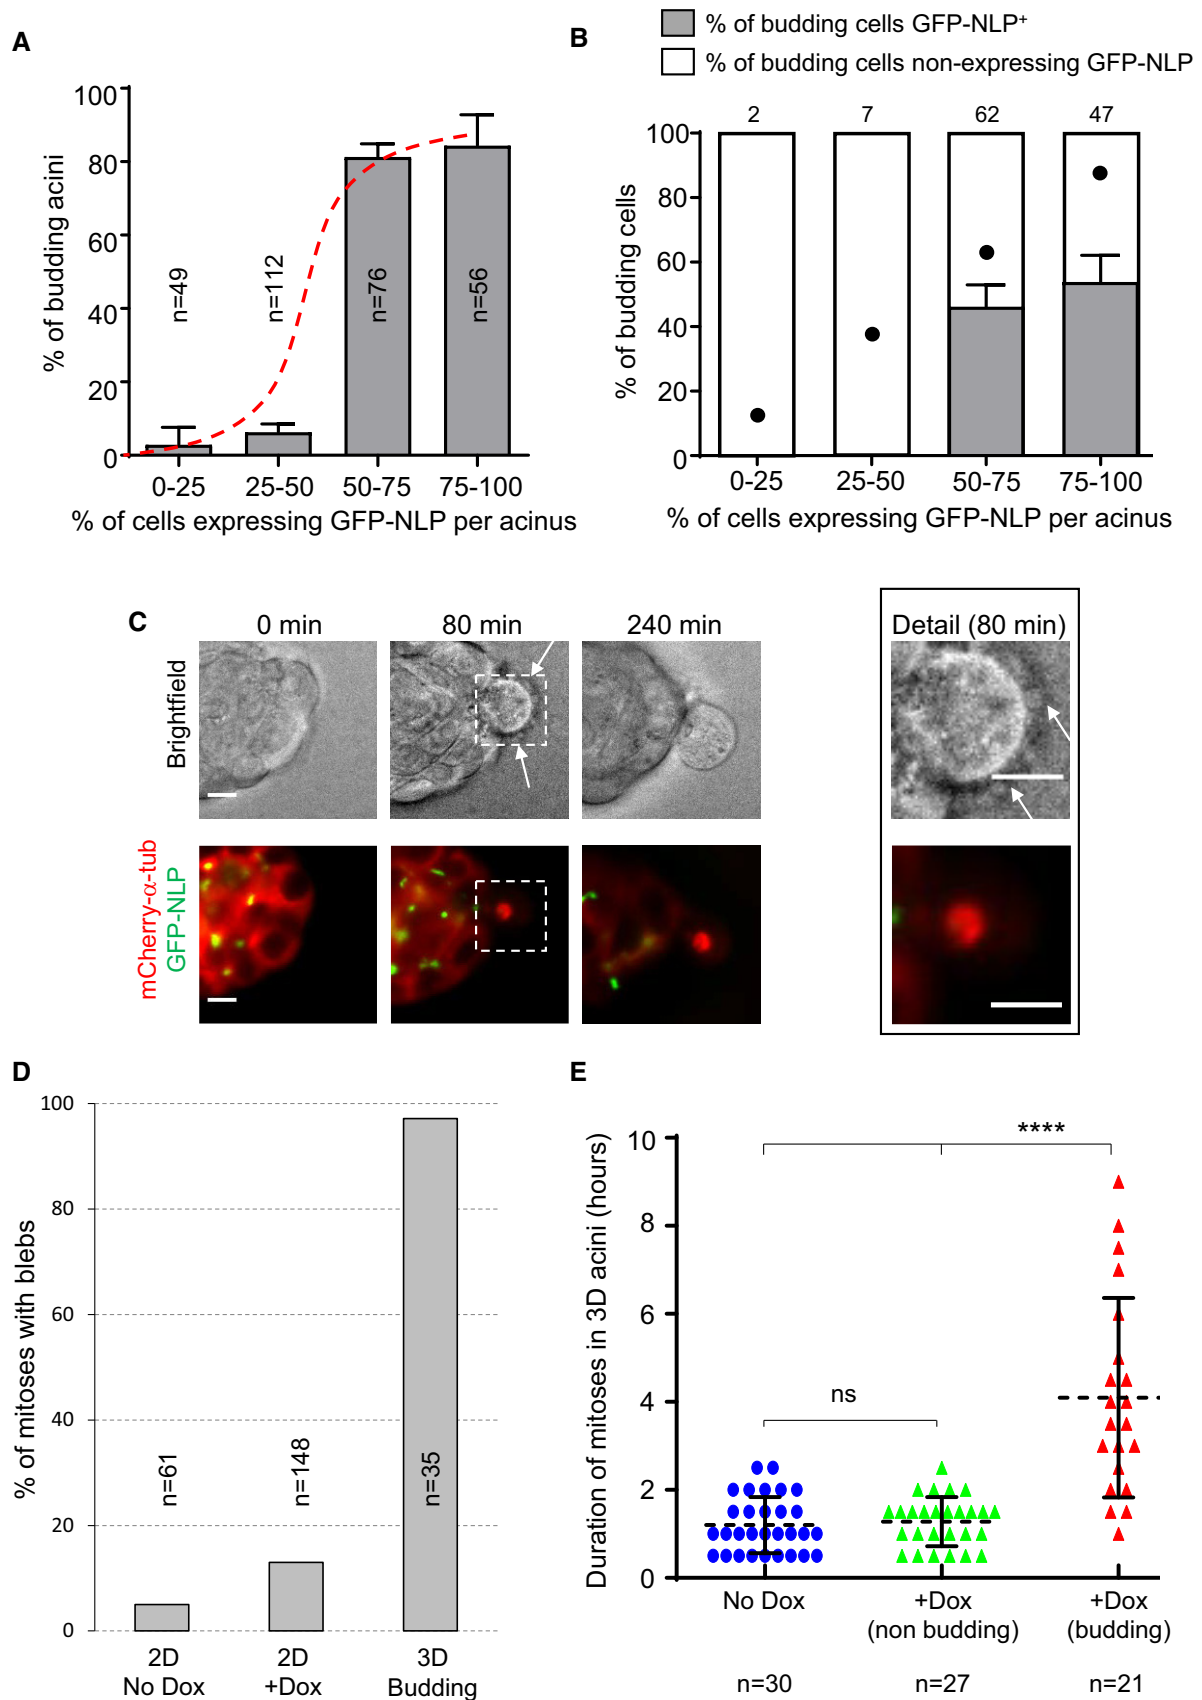 A
% of budding acini
100
80
60
40
20
0
n=49
n=112
n=76
n=56
0-25
25-50
50-75
75-100
% of cells expressing GFP-NLP per acinus
B
% of budding cells GFP-NLP+
% of budding cells non-expressing GFP-NLP
% of budding cells
100
80
60
40
20
0
2
7
62
47
0-25
25-50
50-75
75-100
% of cells expressing GFP-NLP per acinus
C
0 min
80 min
240 min
Detail (80 min)
Brightfield
mCherry-α-tub
GFP-NLP
D
% of mitoses with blebs
100
80
60
40
20
0
n=61
n=148
n=35
2D
No Dox
2D
+Dox
3D
Budding
E
Duration of mitoses in 3D acini (hours)
10
8
6
4
2
0
ns
****
No Dox
+Dox
(non budding)
+Dox
(budding)
n=30
n=27
n=21